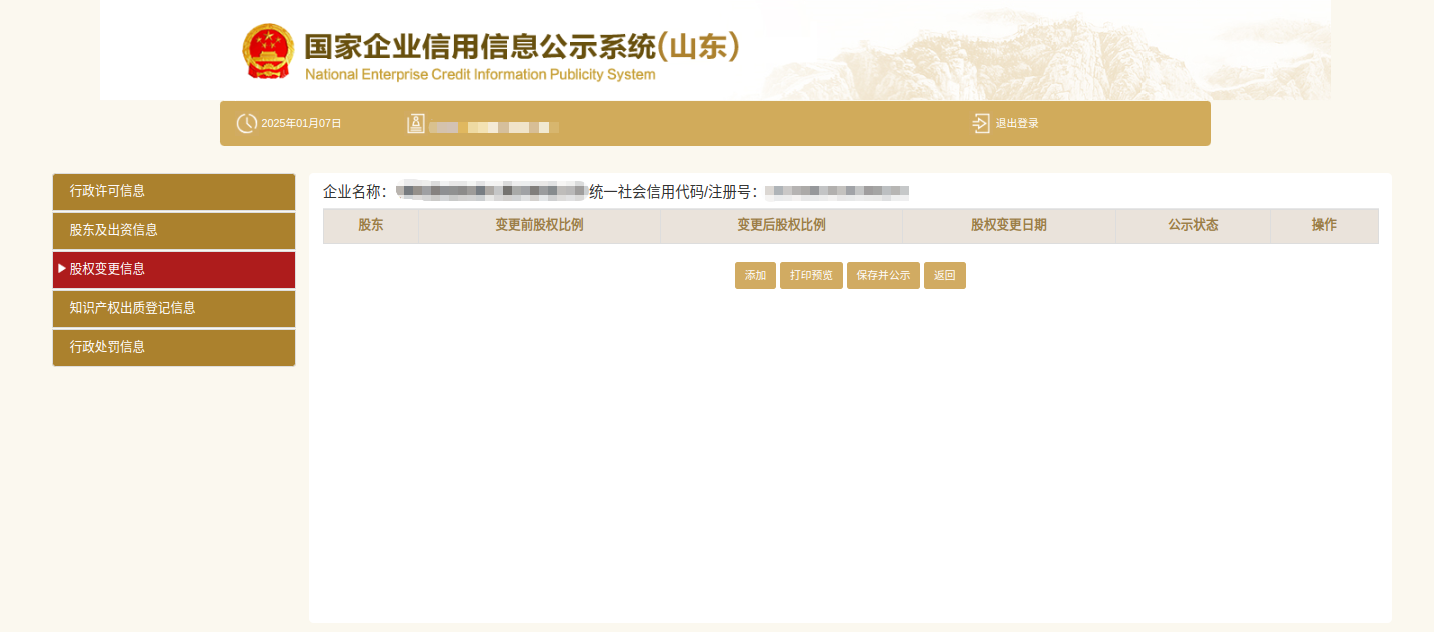 国家企业信用信息公示系统(山东)
National Enterprise Credit Information Publicity System
2025年01月07日
退出登录
行政许可信息
股东及出资信息
股权变更信息
知识产权出质登记信息
行政处罚信息
企业名称： 统一社会信用代码/注册号：
股东 变更前股权比例 变更后股权比例 股权变更日期 公示状态 操作
添加 打印预览 保存并公示 返回